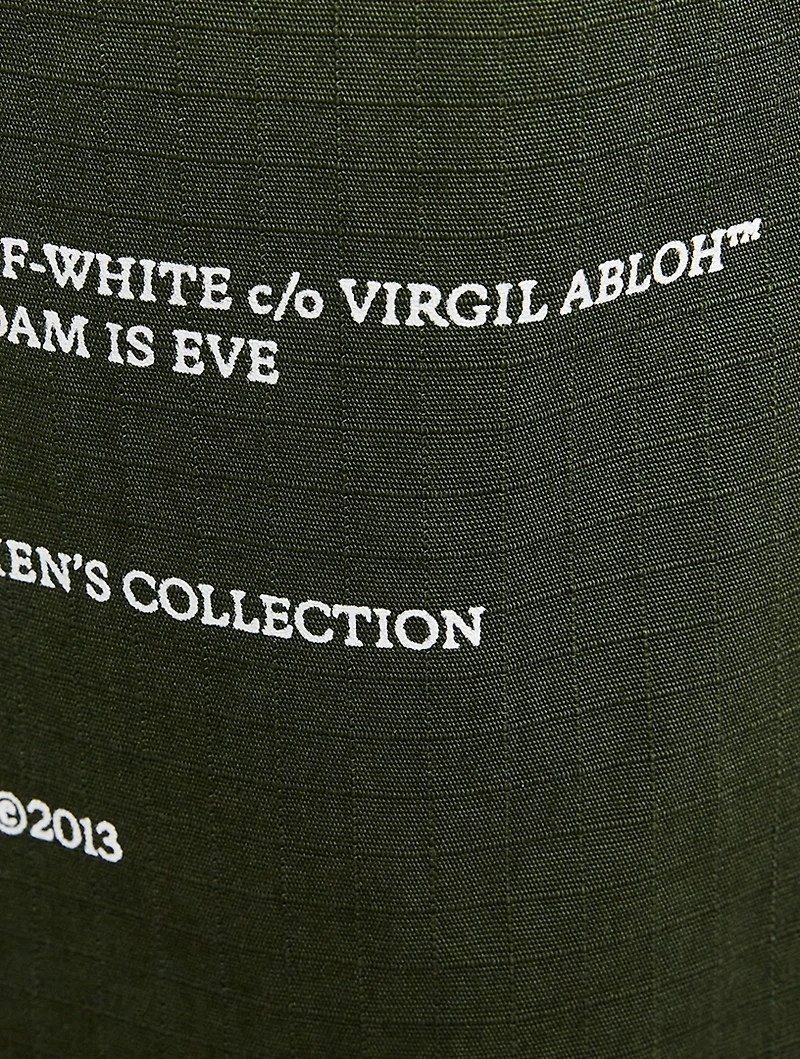 F-WHITE c/o VIRGIL ABLOH™
DAM IS EVE
EN'S COLLECTION
©2013